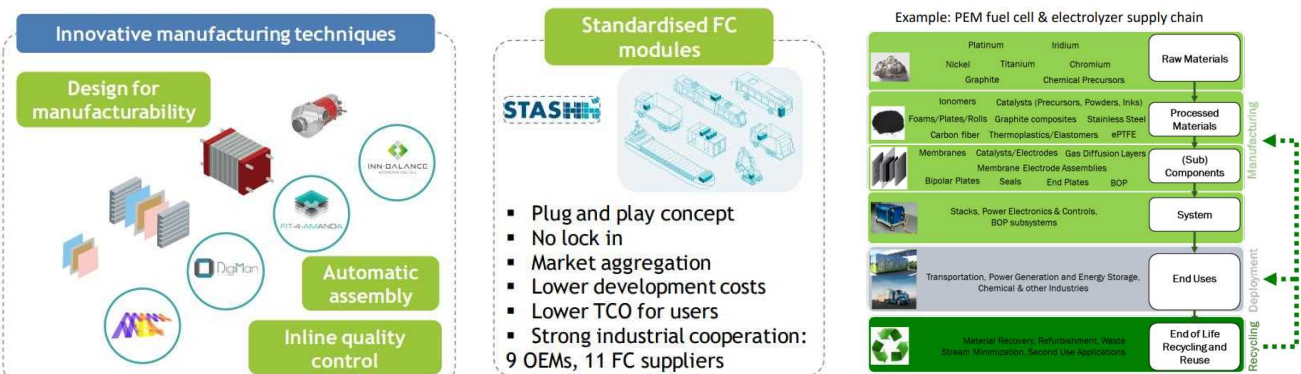 Innovative manufacturing techniques
Design for
manufacturability
INN-BALANCE
FIT-4-AMANDA
DigiMan
Automatic
assembly
Inline quality
control
Standardised FC
modules
STASHH
▪ Plug and play concept
▪ No lock in
▪ Market aggregation
▪ Lower development costs
▪ Lower TCO for users
▪ Strong industrial cooperation:
9 OEMs, 11 FC suppliers
Example: PEM fuel cell & electrolyzer supply chain
Platinum Iridium
Nickel Titanium Chromium
Graphite Chemical Precursors
Raw Materials
Ionomers Catalysts (Precursors, Powders, Inks)
Foams/Plates/Rolls Graphite composites Stainless Steel
Carbon fiber Thermoplastics/Elastomers ePTFE
Processed
Materials
Membranes Catalysts/Electrodes Gas Diffusion Layers
Membrane Electrode Assemblies
Bipolar Plates Seals End Plates BOP
(Sub)
Components
Stacks, Power Electronics & Controls,
BOP subsystems
System
Manufacturing
Transportation, Power Generation and Energy Storage,
Chemical & other Industries
End Uses
Deployment
Material Recovery, Refurbishment, Waste
Stream Minimization, Second Use Applications
End of Life
Recycling and
Reuse
Recycling